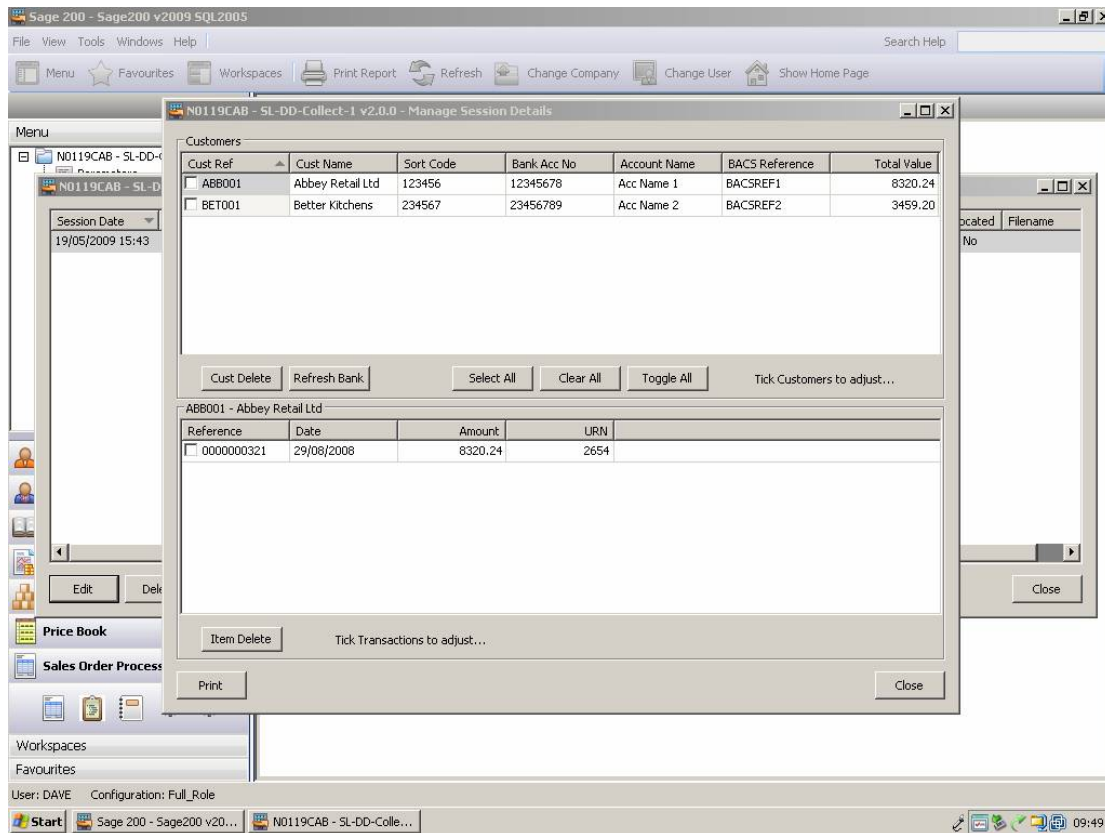 Sage 200 - Sage200 v2009 SQL2005
File View Tools Windows Help Search Help
Menu Favourites Workspaces Print Report Refresh Change Company Change User Show Home Page
Menu
N0119CAB - SL-DD-
N0119CAB - SL-D
Session Date
19/05/2009 15:43
ocated Filename
No
Edit Dele Close
N0119CAB - SL-DD-Collect-1 v2.0.0 - Manage Session Details
Customers
Cust Ref Cust Name Sort Code Bank Acc No Account Name BACS Reference Total Value
ABB001 Abbey Retail Ltd 123456 12345678 Acc Name 1 BACSREF1 8320.24
BET001 Better Kitchens 234567 23456789 Acc Name 2 BACSREF2 3459.20
Cust Delete Refresh Bank Select All Clear All Toggle All Tick Customers to adjust...
ABB001 - Abbey Retail Ltd
Reference Date Amount URN
0000000321 29/08/2008 8320.24 2654
Item Delete Tick Transactions to adjust...
Print Close
Price Book
Sales Order Process
Workspaces
Favourites
User: DAVE Configuration: Full_Role
Start Sage 200 - Sage200 v20... N0119CAB - SL-DD-Colle... 09:49